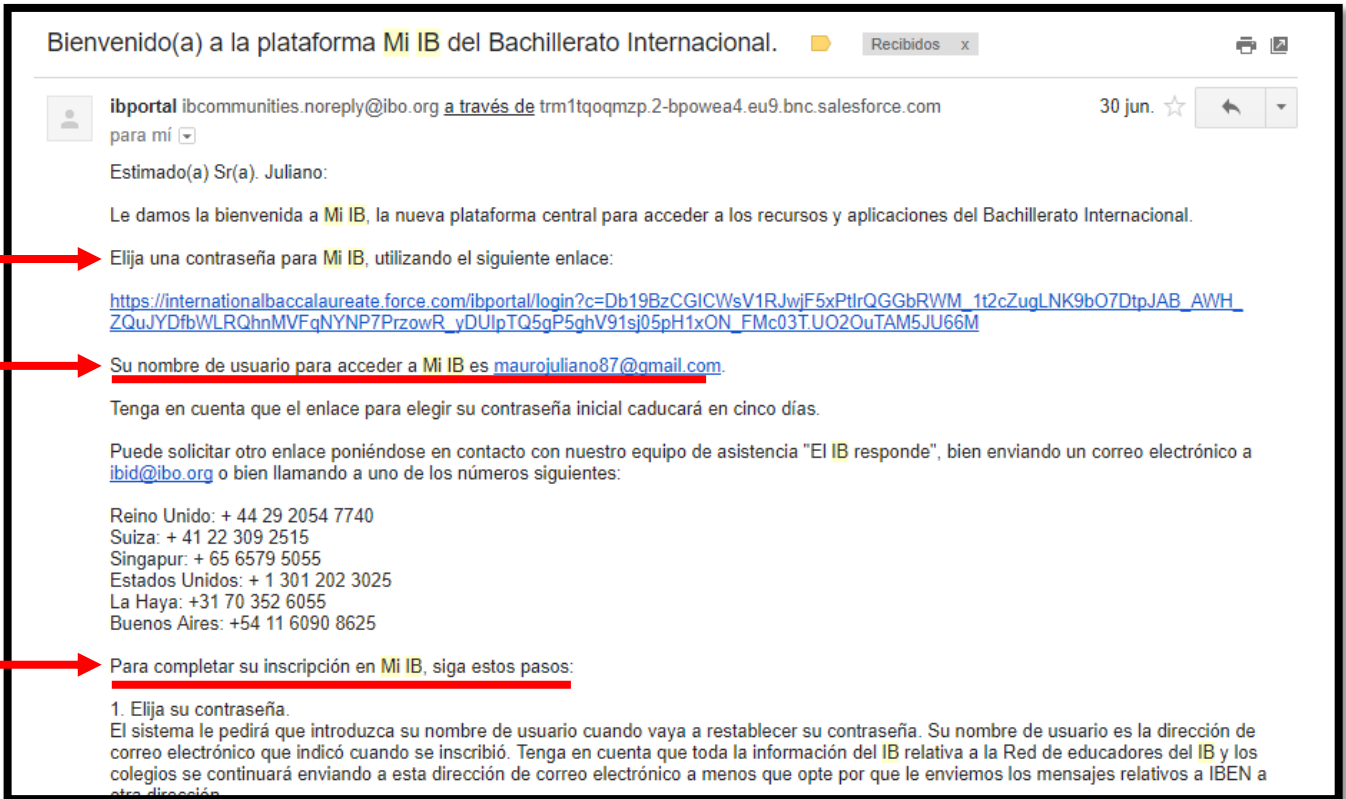 Bienvenido(a) a la plataforma Mi IB del Bachillerato Internacional. Recibidos x
ibportal ibcommunities.noreply@ibo.org a través de trm1tqoqmzp.2-bpowea4.eu9.bnc.salesforce.com 30 jun.
para mí
Estimado(a) Sr(a). Juliano:
Le damos la bienvenida a Mi IB, la nueva plataforma central para acceder a los recursos y aplicaciones del Bachillerato Internacional.
Elija una contraseña para Mi IB, utilizando el siguiente enlace:
https://internationalbaccalaureate.force.com/ibportal/login?c=Db19BzCGICWsV1RJwjF5xPtIrQGGbRWM_1t2cZugLNK9bO7DtpJAB_AWH_
ZQuJYDfbWLRQhnMVFqNYNP7PrzowR_yDUIpTQ5gP5ghV91sj05pH1xON_FMc03T.UO2OuTAM5JU66M
Su nombre de usuario para acceder a Mi IB es maurojuliano87@gmail.com.
Tenga en cuenta que el enlace para elegir su contraseña inicial caducará en cinco días.
Puede solicitar otro enlace poniéndose en contacto con nuestro equipo de asistencia "El IB responde", bien enviando un correo electrónico a
ibid@ibo.org o bien llamando a uno de los números siguientes:
Reino Unido: + 44 29 2054 7740
Suiza: + 41 22 309 2515
Singapur: + 65 6579 5055
Estados Unidos: + 1 301 202 3025
La Haya: +31 70 352 6055
Buenos Aires: +54 11 6090 8625
Para completar su inscripción en Mi IB, siga estos pasos:
1. Elija su contraseña.
El sistema le pedirá que introduzca su nombre de usuario cuando vaya a restablecer su contraseña. Su nombre de usuario es la dirección de
correo electrónico que indicó cuando se inscribió. Tenga en cuenta que toda la información del IB relativa a la Red de educadores del IB y los
colegios se continuará enviando a esta dirección de correo electrónico a menos que opte por que le enviemos los mensajes relativos a IBEN a
otra dirección